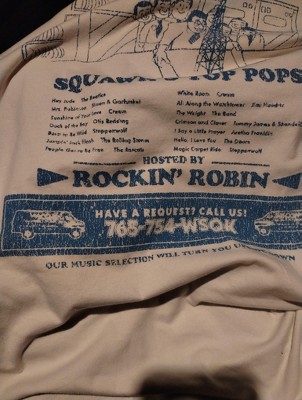 SQUAWK'S TOP POPS
Hey Jude The Beatles
Mrs. Robinson Simon & Garfunkel
Sunshine of Your Love Cream
Dock of the Bay Otis Redding
Born to Be Wild Steppenwolf
Jumpin' Jack Flash The Rolling Stones
People Got to Be Free The Rascals
White Room Cream
All Along the Watchtower Jimi Hendrix
The Weight The Band
Crimson and Clover Tommy James & Shondells
I Say a Little Prayer Aretha Franklin
Hello, I Love You The Doors
Magic Carpet Ride Steppenwolf
HOSTED BY
ROCKIN' ROBIN
HAVE A REQUEST? CALL US!
765-754-WSQK
OUR MUSIC SELECTION WILL TURN YOU DOWN